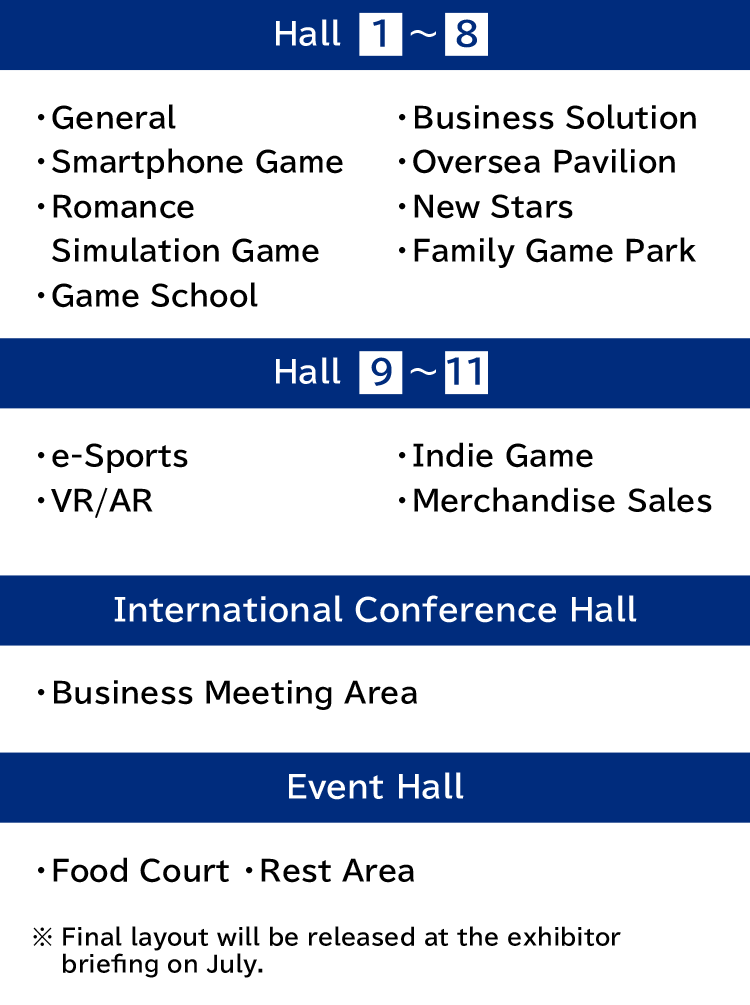 Hall 1～8
・General
・Smartphone Game
・Romance
Simulation Game
・Game School
・Business Solution
・Oversea Pavilion
・New Stars
・Family Game Park
Hall 9～11
・e-Sports
・VR/AR
・Indie Game
・Merchandise Sales
International Conference Hall
・Business Meeting Area
Event Hall
・Food Court ・Rest Area
※ Final layout will be released at the exhibitor
briefing on July.